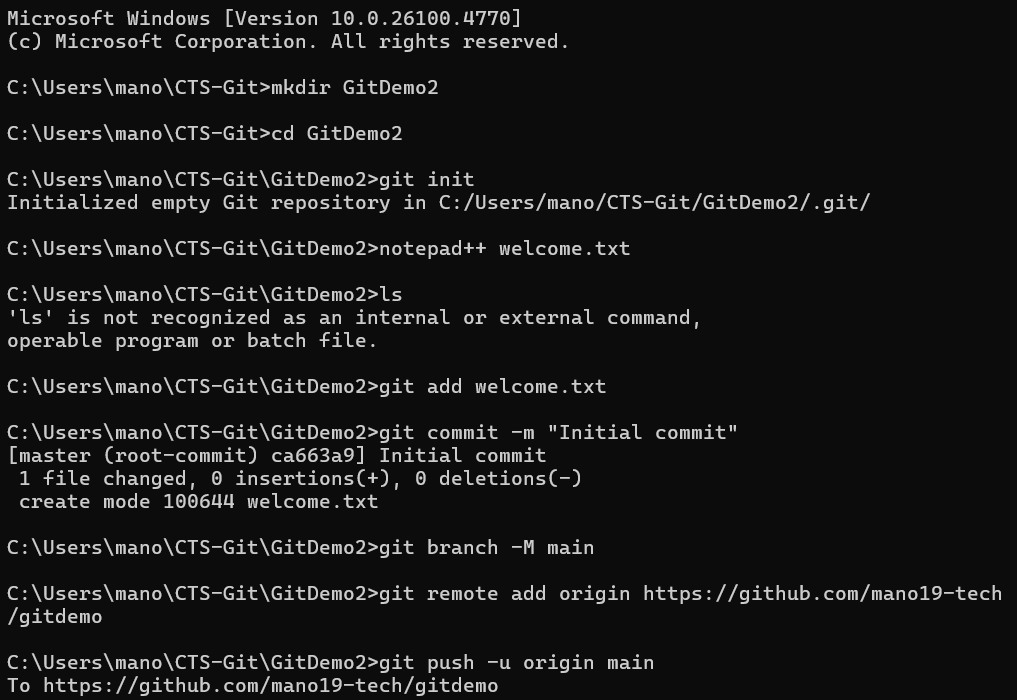 Microsoft Windows [Version 10.0.26100.4770]
(c) Microsoft Corporation. All rights reserved.
C:\Users\mano\CTS-Git>mkdir GitDemo2
C:\Users\mano\CTS-Git>cd GitDemo2
C:\Users\mano\CTS-Git\GitDemo2>git init
Initialized empty Git repository in C:/Users/mano/CTS-Git/GitDemo2/.git/
C:\Users\mano\CTS-Git\GitDemo2>notepad++ welcome.txt
C:\Users\mano\CTS-Git\GitDemo2>ls
'ls' is not recognized as an internal or external command,
operable program or batch file.
C:\Users\mano\CTS-Git\GitDemo2>git add welcome.txt
C:\Users\mano\CTS-Git\GitDemo2>git commit -m "Initial commit"
[master (root-commit) ca663a9] Initial commit
 1 file changed, 0 insertions(+), 0 deletions(-)
 create mode 100644 welcome.txt
C:\Users\mano\CTS-Git\GitDemo2>git branch -M main
C:\Users\mano\CTS-Git\GitDemo2>git remote add origin https://github.com/mano19-tech
/gitdemo
C:\Users\mano\CTS-Git\GitDemo2>git push -u origin main
To https://github.com/mano19-tech/gitdemo